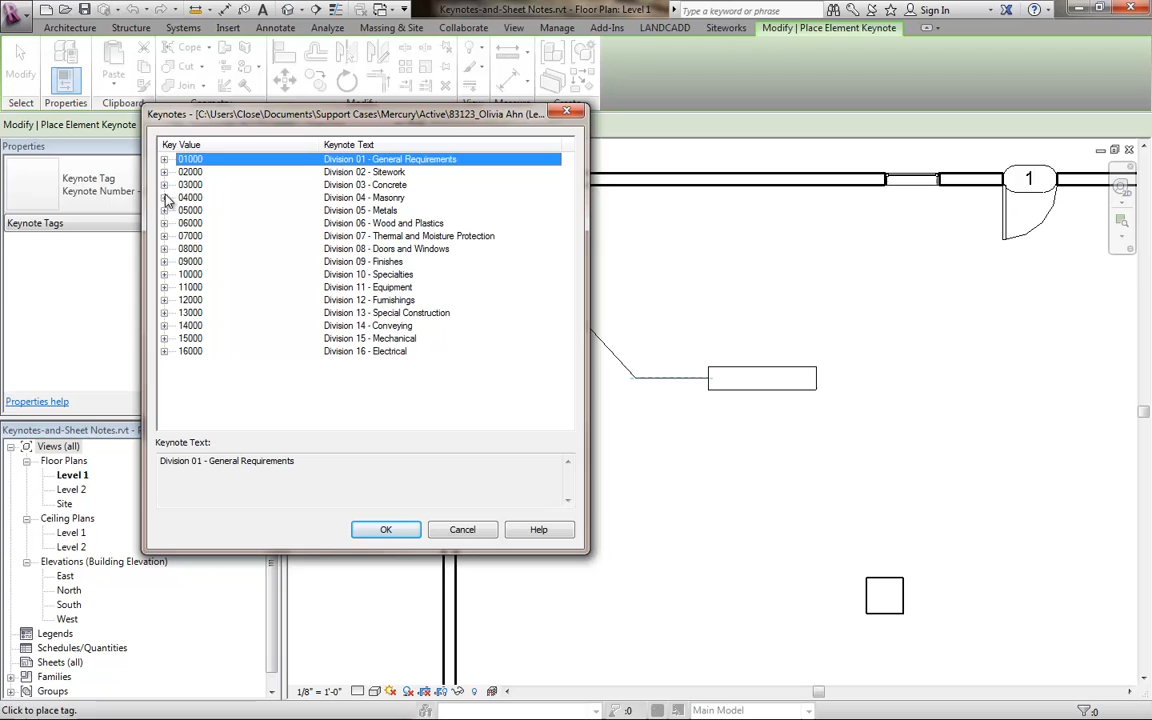 Keynotes-and-Sheet Notes.rvt - Floor Plan: Level 1
Type a keyword or phrase
Sign In
Architecture Structure Systems Insert Annotate Analyze Massing & Site Collaborate View Manage Add-Ins LANDCADD Siteworks Modify | Place Element Keynote
Modify
Paste
Cope
Cut
Join
Select Properties Clipboard
Modify | Place Element Keynote
Keynotes - [C:\Users\Close\Documents\Support Cases\Mercury\Active\83123_Olivia Ahn (Le...
Properties
Keynote Tag
Keynote Number -
Keynote Tags
Properties help
Key Value Keynote Text
01000 Division 01 - General Requirements
02000 Division 02 - Sitework
03000 Division 03 - Concrete
04000 Division 04 - Masonry
05000 Division 05 - Metals
06000 Division 06 - Wood and Plastics
07000 Division 07 - Thermal and Moisture Protection
08000 Division 08 - Doors and Windows
09000 Division 09 - Finishes
10000 Division 10 - Specialties
11000 Division 11 - Equipment
12000 Division 12 - Furnishings
13000 Division 13 - Special Construction
14000 Division 14 - Conveying
15000 Division 15 - Mechanical
16000 Division 16 - Electrical
Keynote Text:
Division 01 - General Requirements
OK Cancel Help
1
2D
Keynotes-and-Sheet Notes.rvt - P...
Views (all)
Floor Plans
Level 1
Level 2
Site
Ceiling Plans
Level 1
Level 2
Elevations (Building Elevation)
East
North
South
West
Legends
Schedules/Quantities
Sheets (all)
Families
Groups
1/8" = 1'-0"
Click to place tag.
:0
Main Model
:0